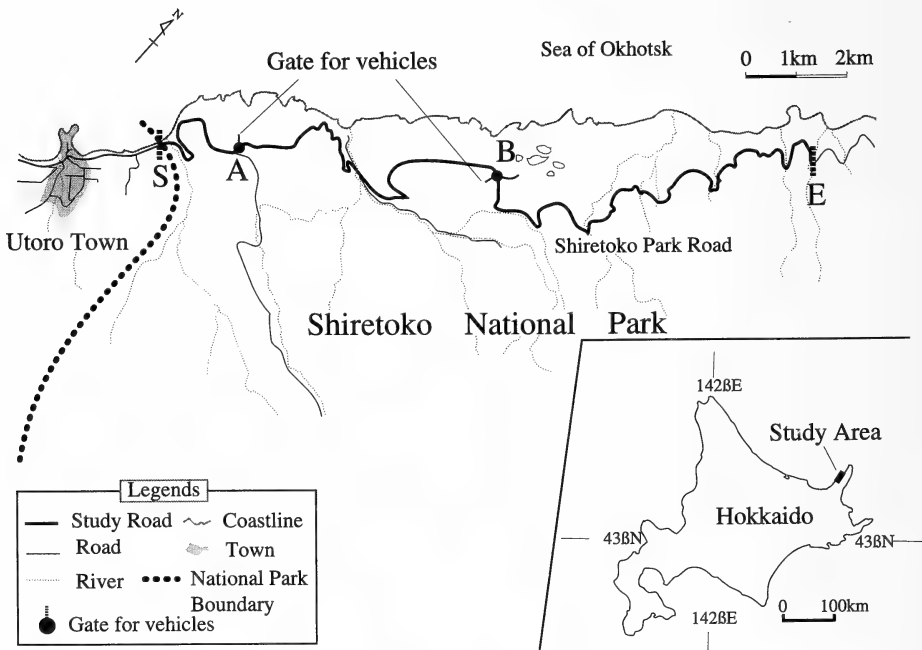 N
Sea of Okhotsk
Gate for vehicles
0 1km 2km
S
A
B
E
Utoro Town
Shiretoko Park Road
Shiretoko National Park
142ßE
Study Area
Hokkaido
43ßN
43ßN
0 100km
142ßE
Legends
Study Road
Coastline
Road
Town
River
National Park
Boundary
Gate for vehicles